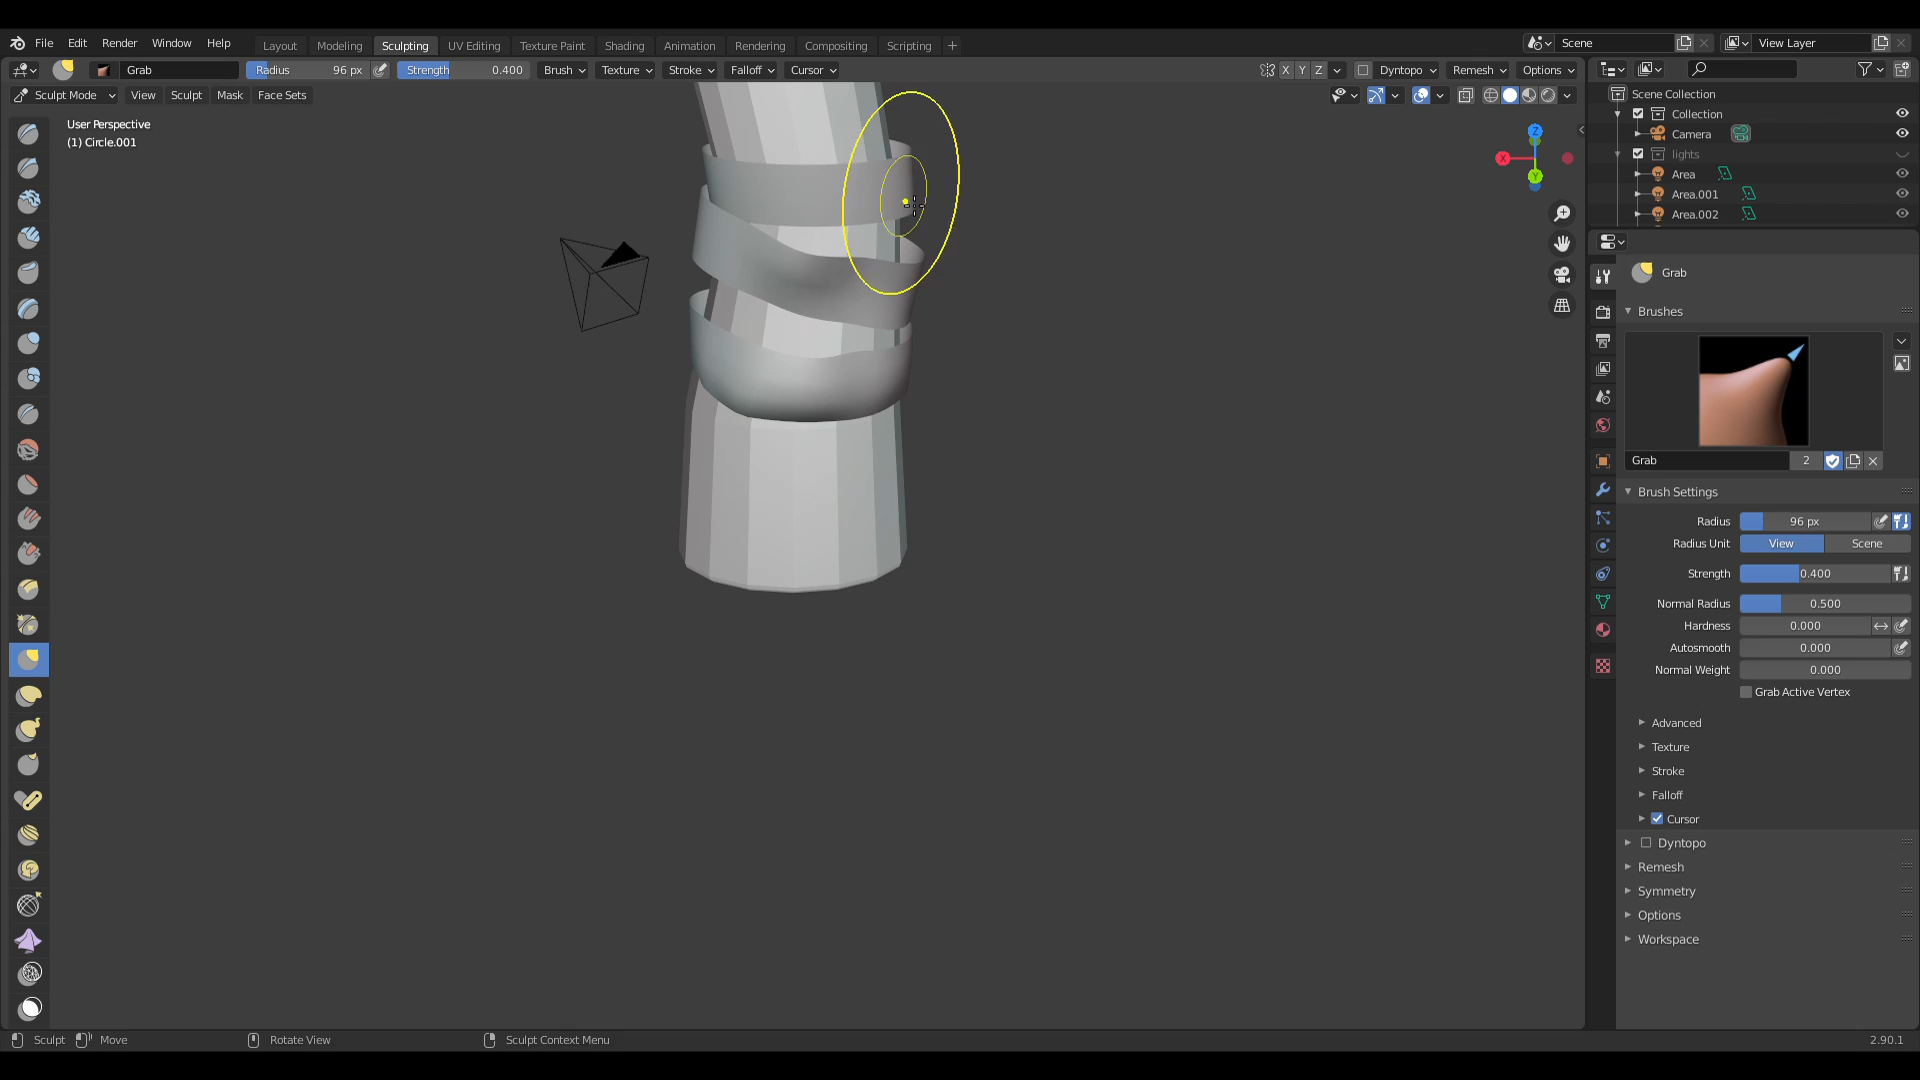 File Edit Render Window Help Layout Modeling Sculpting UV Editing Texture Paint Shading Animation Rendering Compositing Scripting + Scene View Layer
Grab Radius 96 px Strength 0.400 Brush Texture Stroke Falloff Cursor X Y Z Dyntopo Remesh Options
Sculpt Mode View Sculpt Mask Face Sets
User Perspective
(1) Circle.001
Z
X
Y
Scene Collection
Collection
Camera
lights
Area
Area.001
Area.002
Grab
Brushes
Grab 2
Brush Settings
Radius 96 px
Radius Unit View Scene
Strength 0.400
Normal Radius 0.500
Hardness 0.000
Autosmooth 0.000
Normal Weight 0.000
Grab Active Vertex
Advanced
Texture
Stroke
Falloff
Cursor
Dyntopo
Remesh
Symmetry
Options
Workspace
Sculpt Move Rotate View Sculpt Context Menu 2.90.1